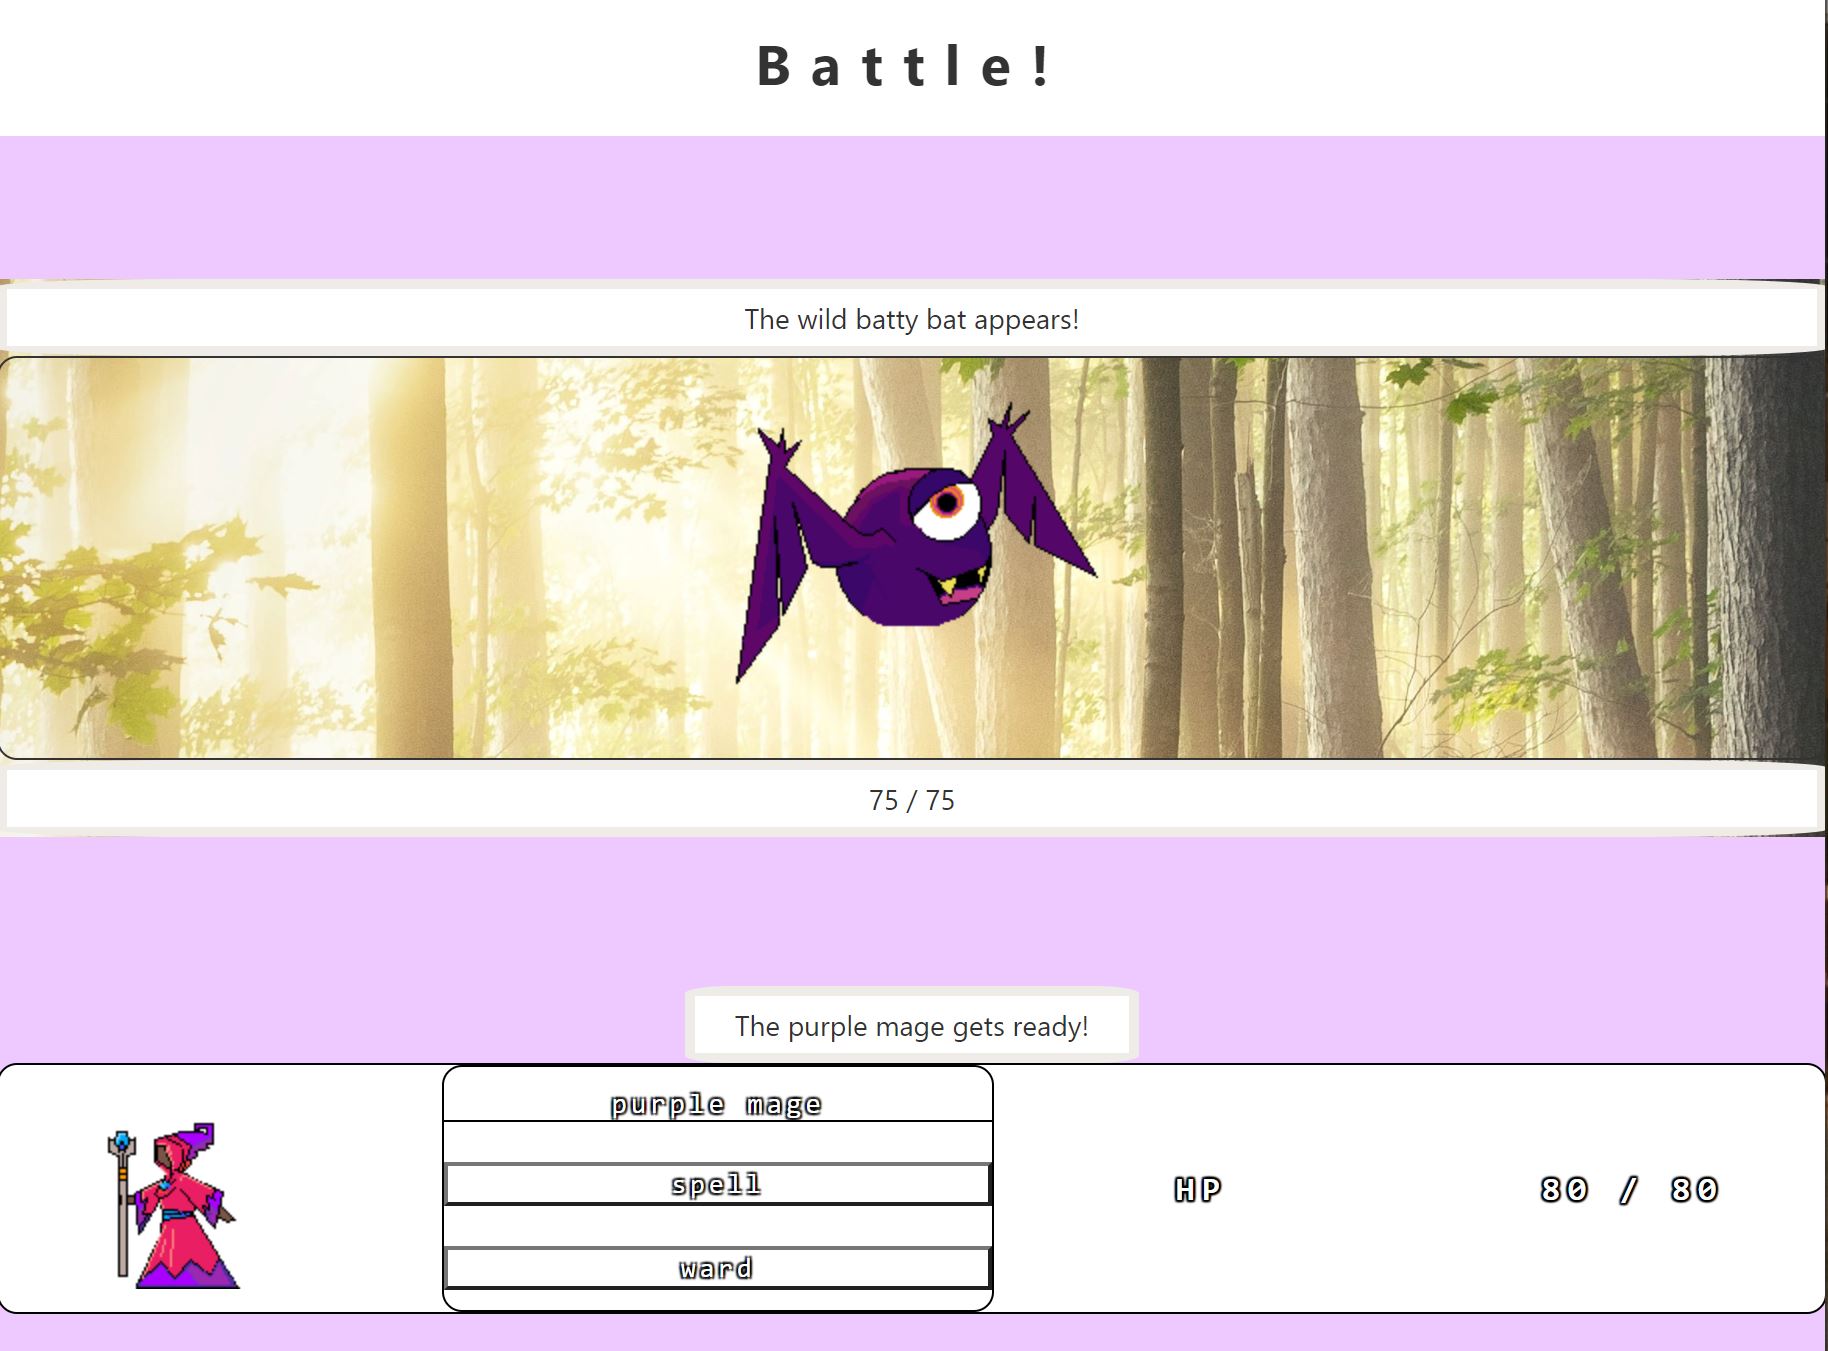 Battle!
The wild batty bat appears!
75 / 75
The purple mage gets ready!
purple mage
spell
ward
HP
80 / 80